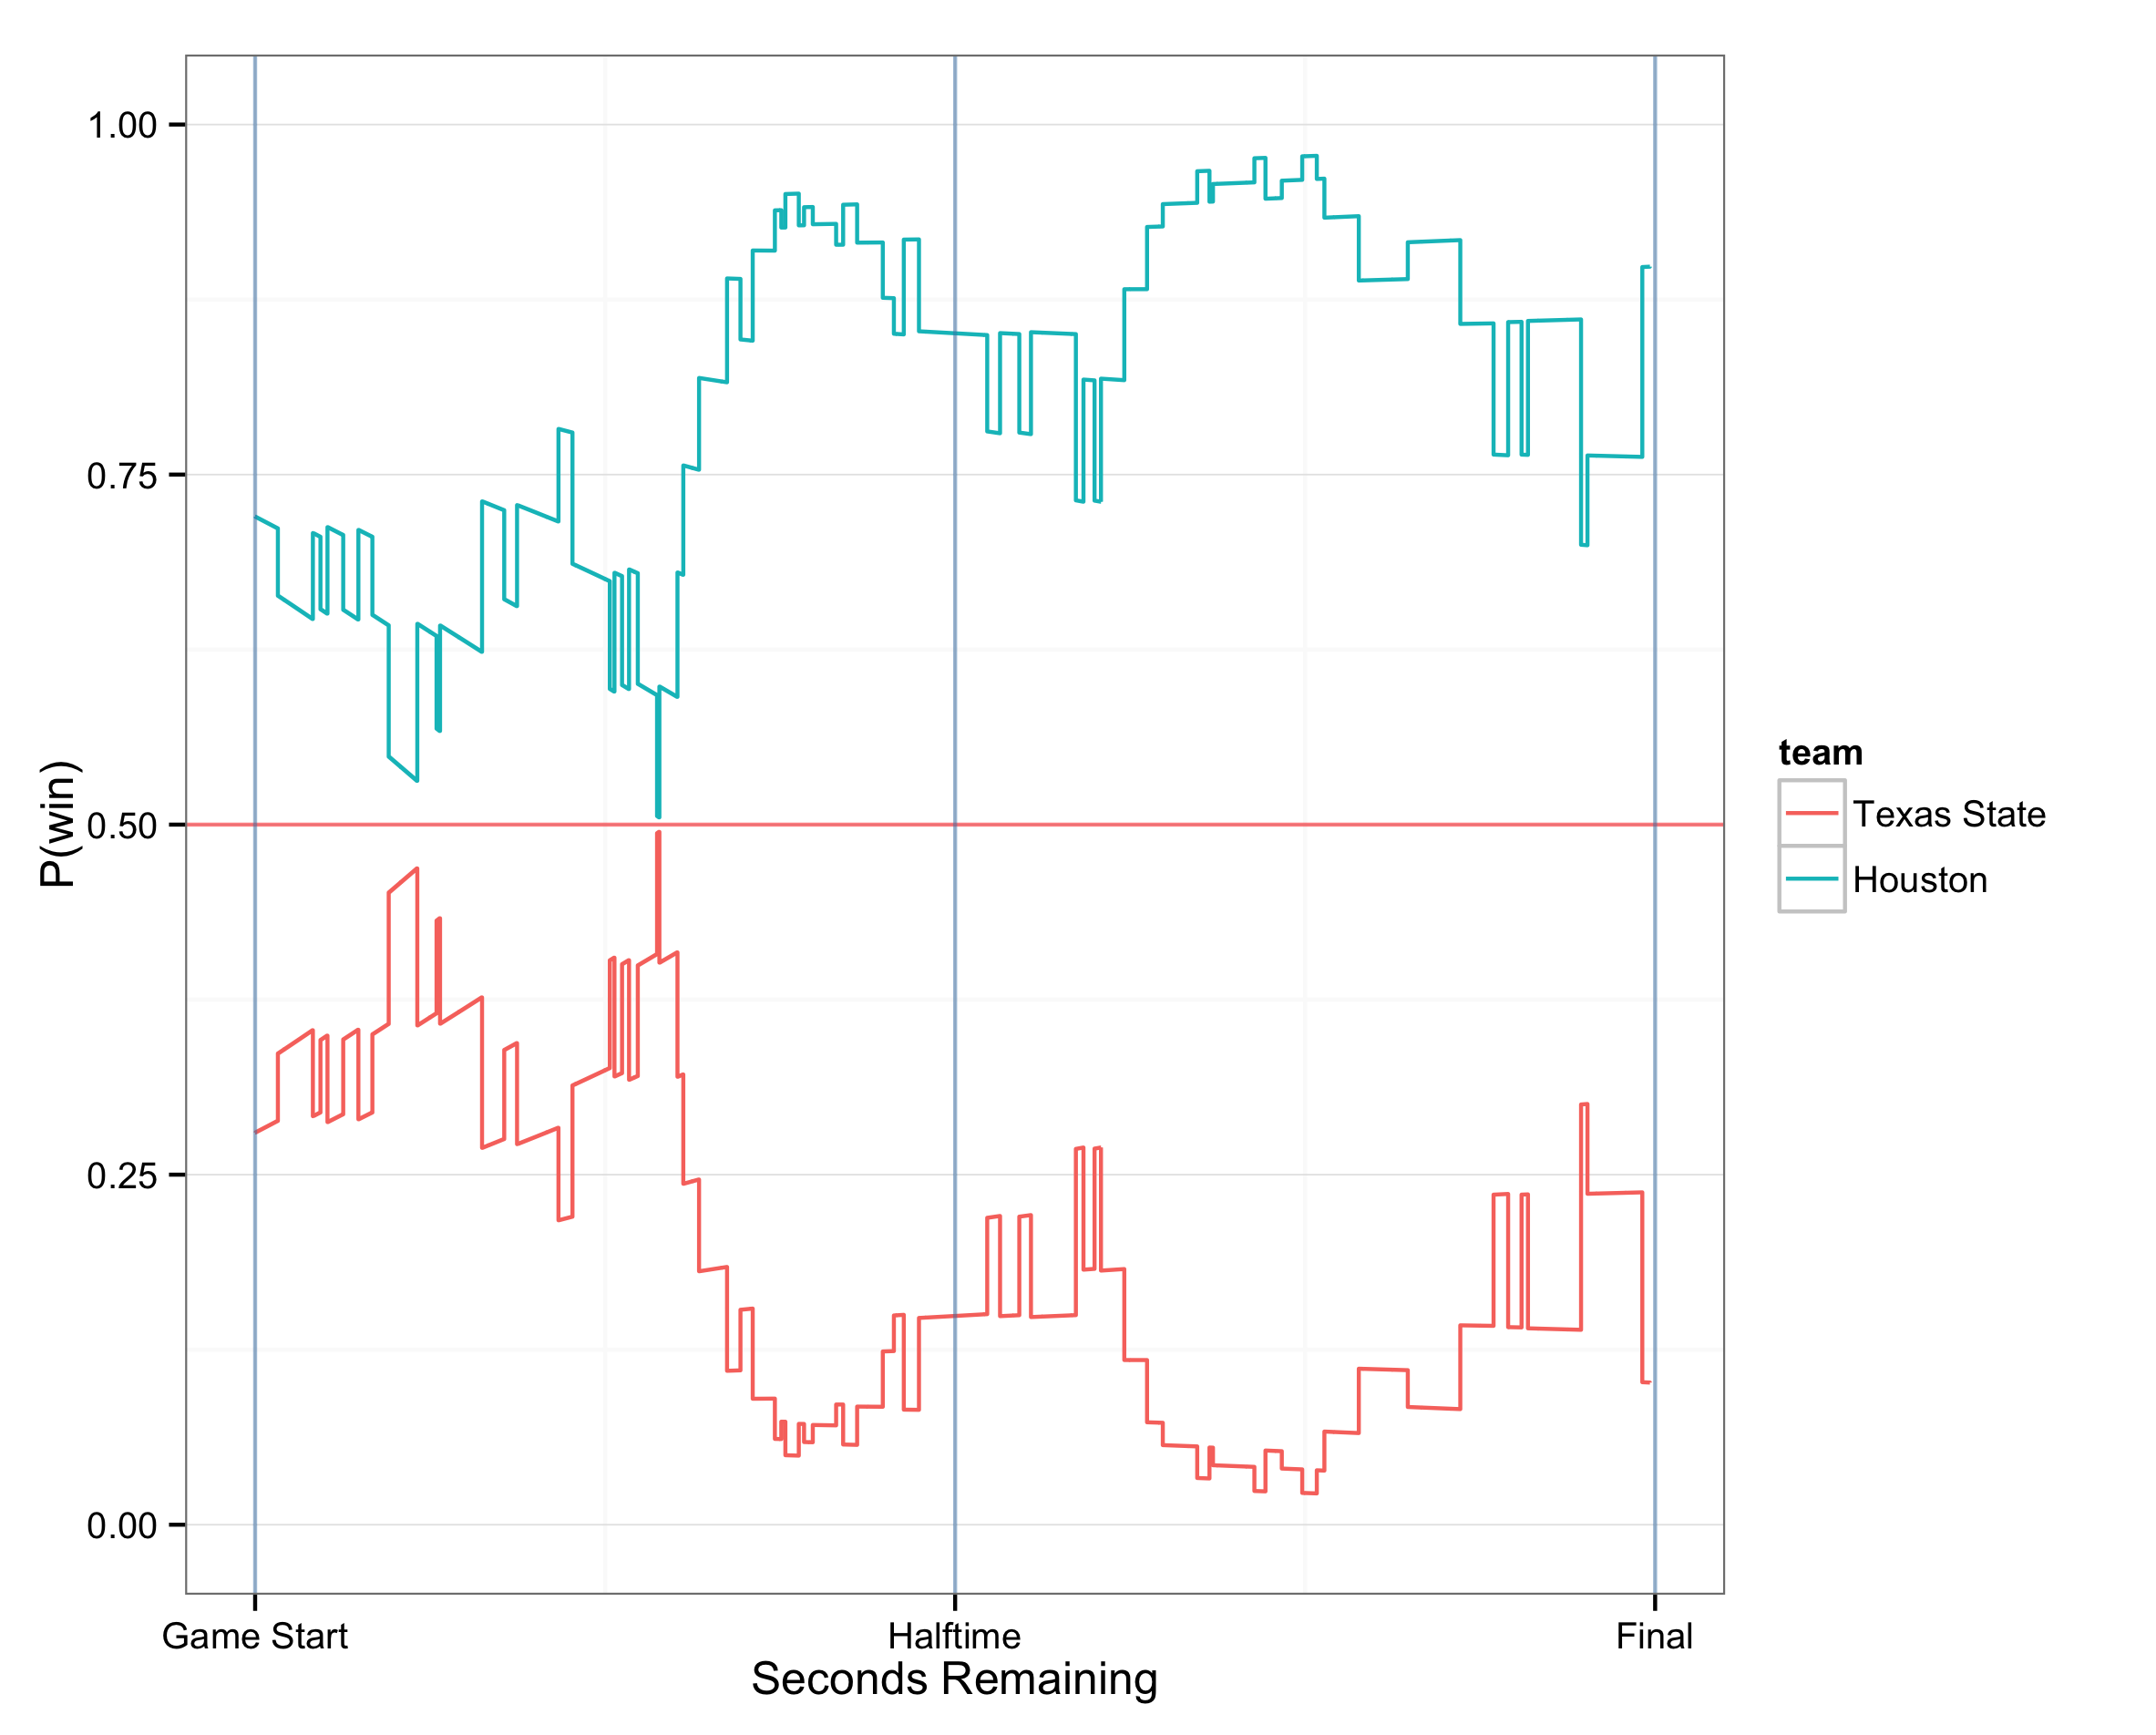 1.00
0.75
0.50
0.25
0.00
P(win)
Game Start
Halftime
Final
Seconds Remaining
team
Texas State
Houston